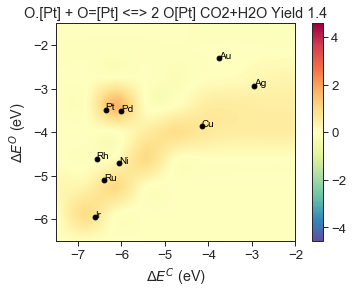 O.[Pt] + O=[Pt] <=> 2 O[Pt] CO2+H2O Yield 1.4
ΔE^O (eV)
−2
−3
−4
−5
−6
Au
Ag
Pt
Pd
Cu
Rh
Ni
Ru
Ir
−7
−6
−5
−4
−3
−2
ΔE^C (eV)
4
2
0
−2
−4